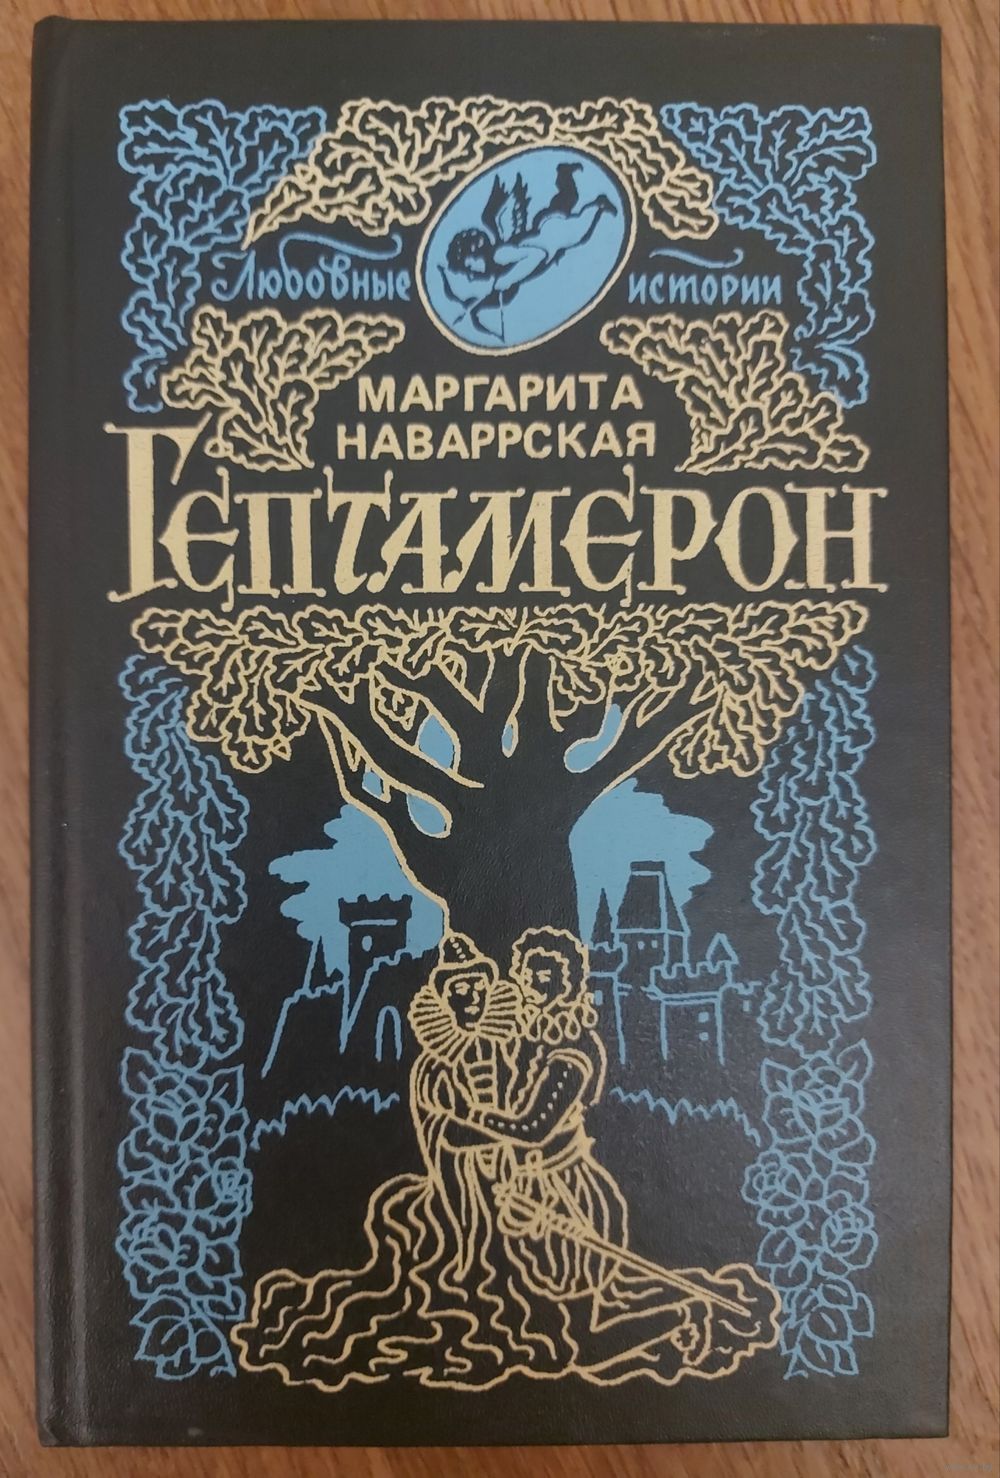 Любовные истории
МАРГАРИТА
НАВАРРСКАЯ
ГЕПТАМЕРОН